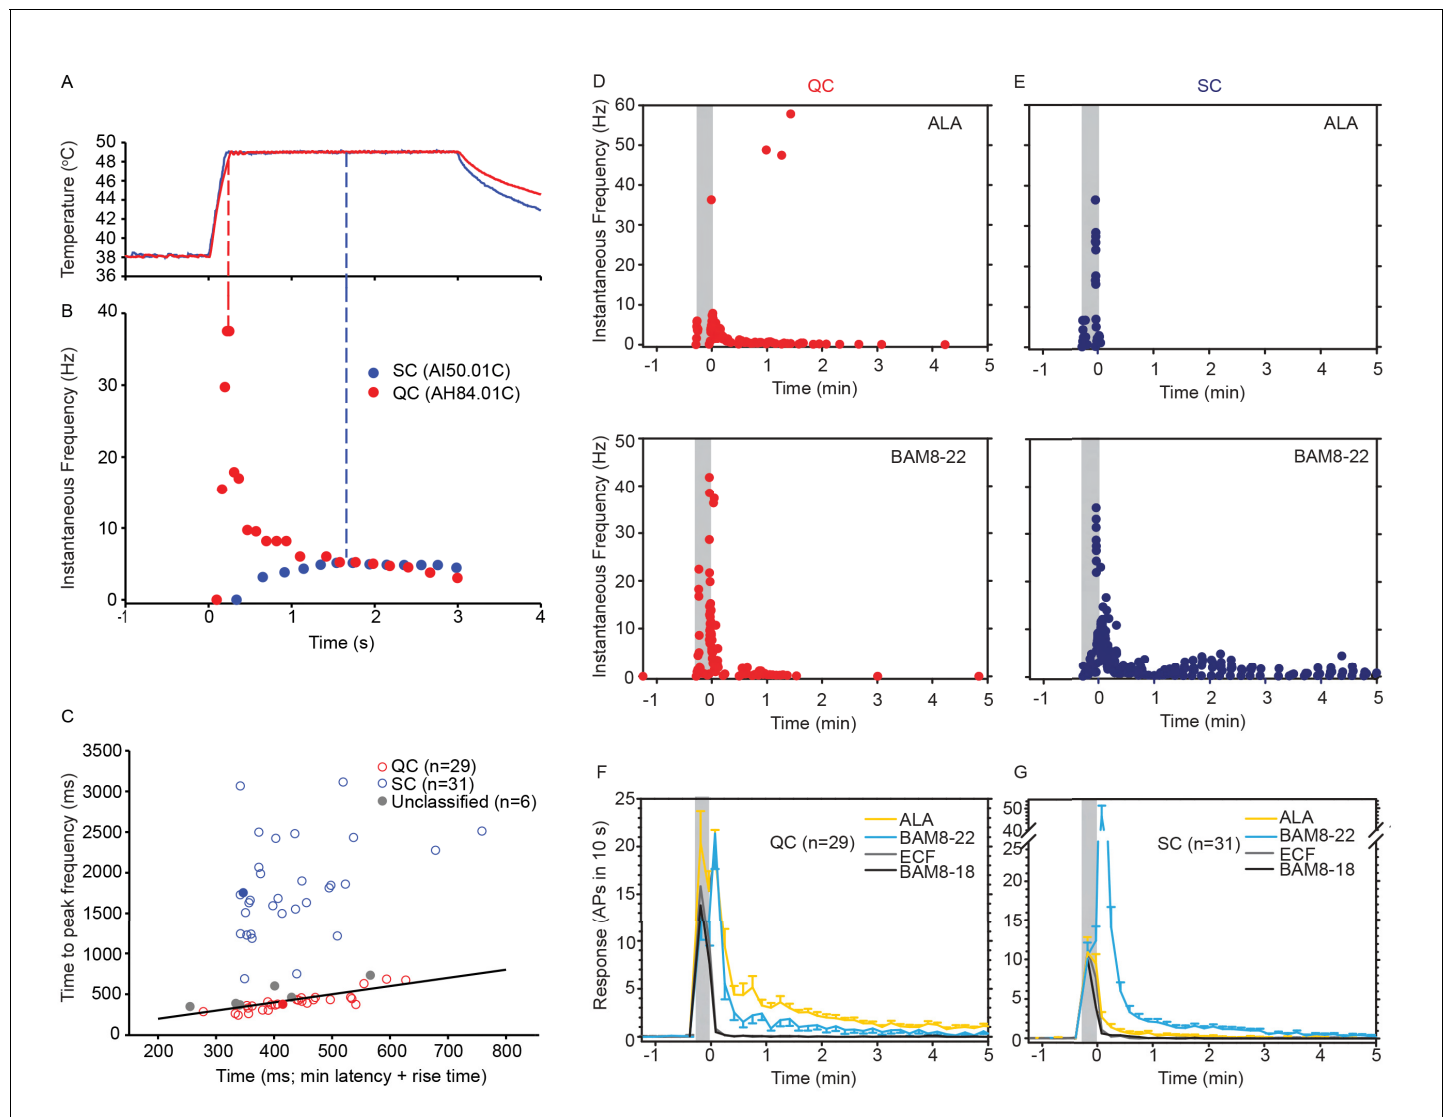 A
Temperature (°C)
50
48
46
44
42
40
38
36
B
Instantaneous Frequency (Hz)
40
30
20
10
0
SC (AI50.01C)
QC (AH84.01C)
-1 0 1 2 3 4
Time (s)
C
Time to peak frequency (ms)
3500
3000
2500
2000
1500
1000
500
0
QC (n=29)
SC (n=31)
Unclassified (n=6)
200 300 400 500 600 700 800
Time (ms; min latency + rise time)
D
QC
Instantaneous Frequency (Hz)
60
50
40
30
20
10
0
ALA
-1 0 1 2 3 4 5
Time (min)
Instantaneous Frequency (Hz)
50
40
30
20
10
0
BAM8-22
-1 0 1 2 3 4 5
Time (min)
E
SC
ALA
-1 0 1 2 3 4 5
Time (min)
BAM8-22
-1 0 1 2 3 4 5
Time (min)
F
Response (APs in 10 s)
25
20
15
10
5
0
QC (n=29)
ALA
BAM8-22
ECF
BAM8-18
-1 0 1 2 3 4 5
Time (min)
G
50
40
25
20
15
10
5
0
SC (n=31)
ALA
BAM8-22
ECF
BAM8-18
-1 0 1 2 3 4 5
Time (min)